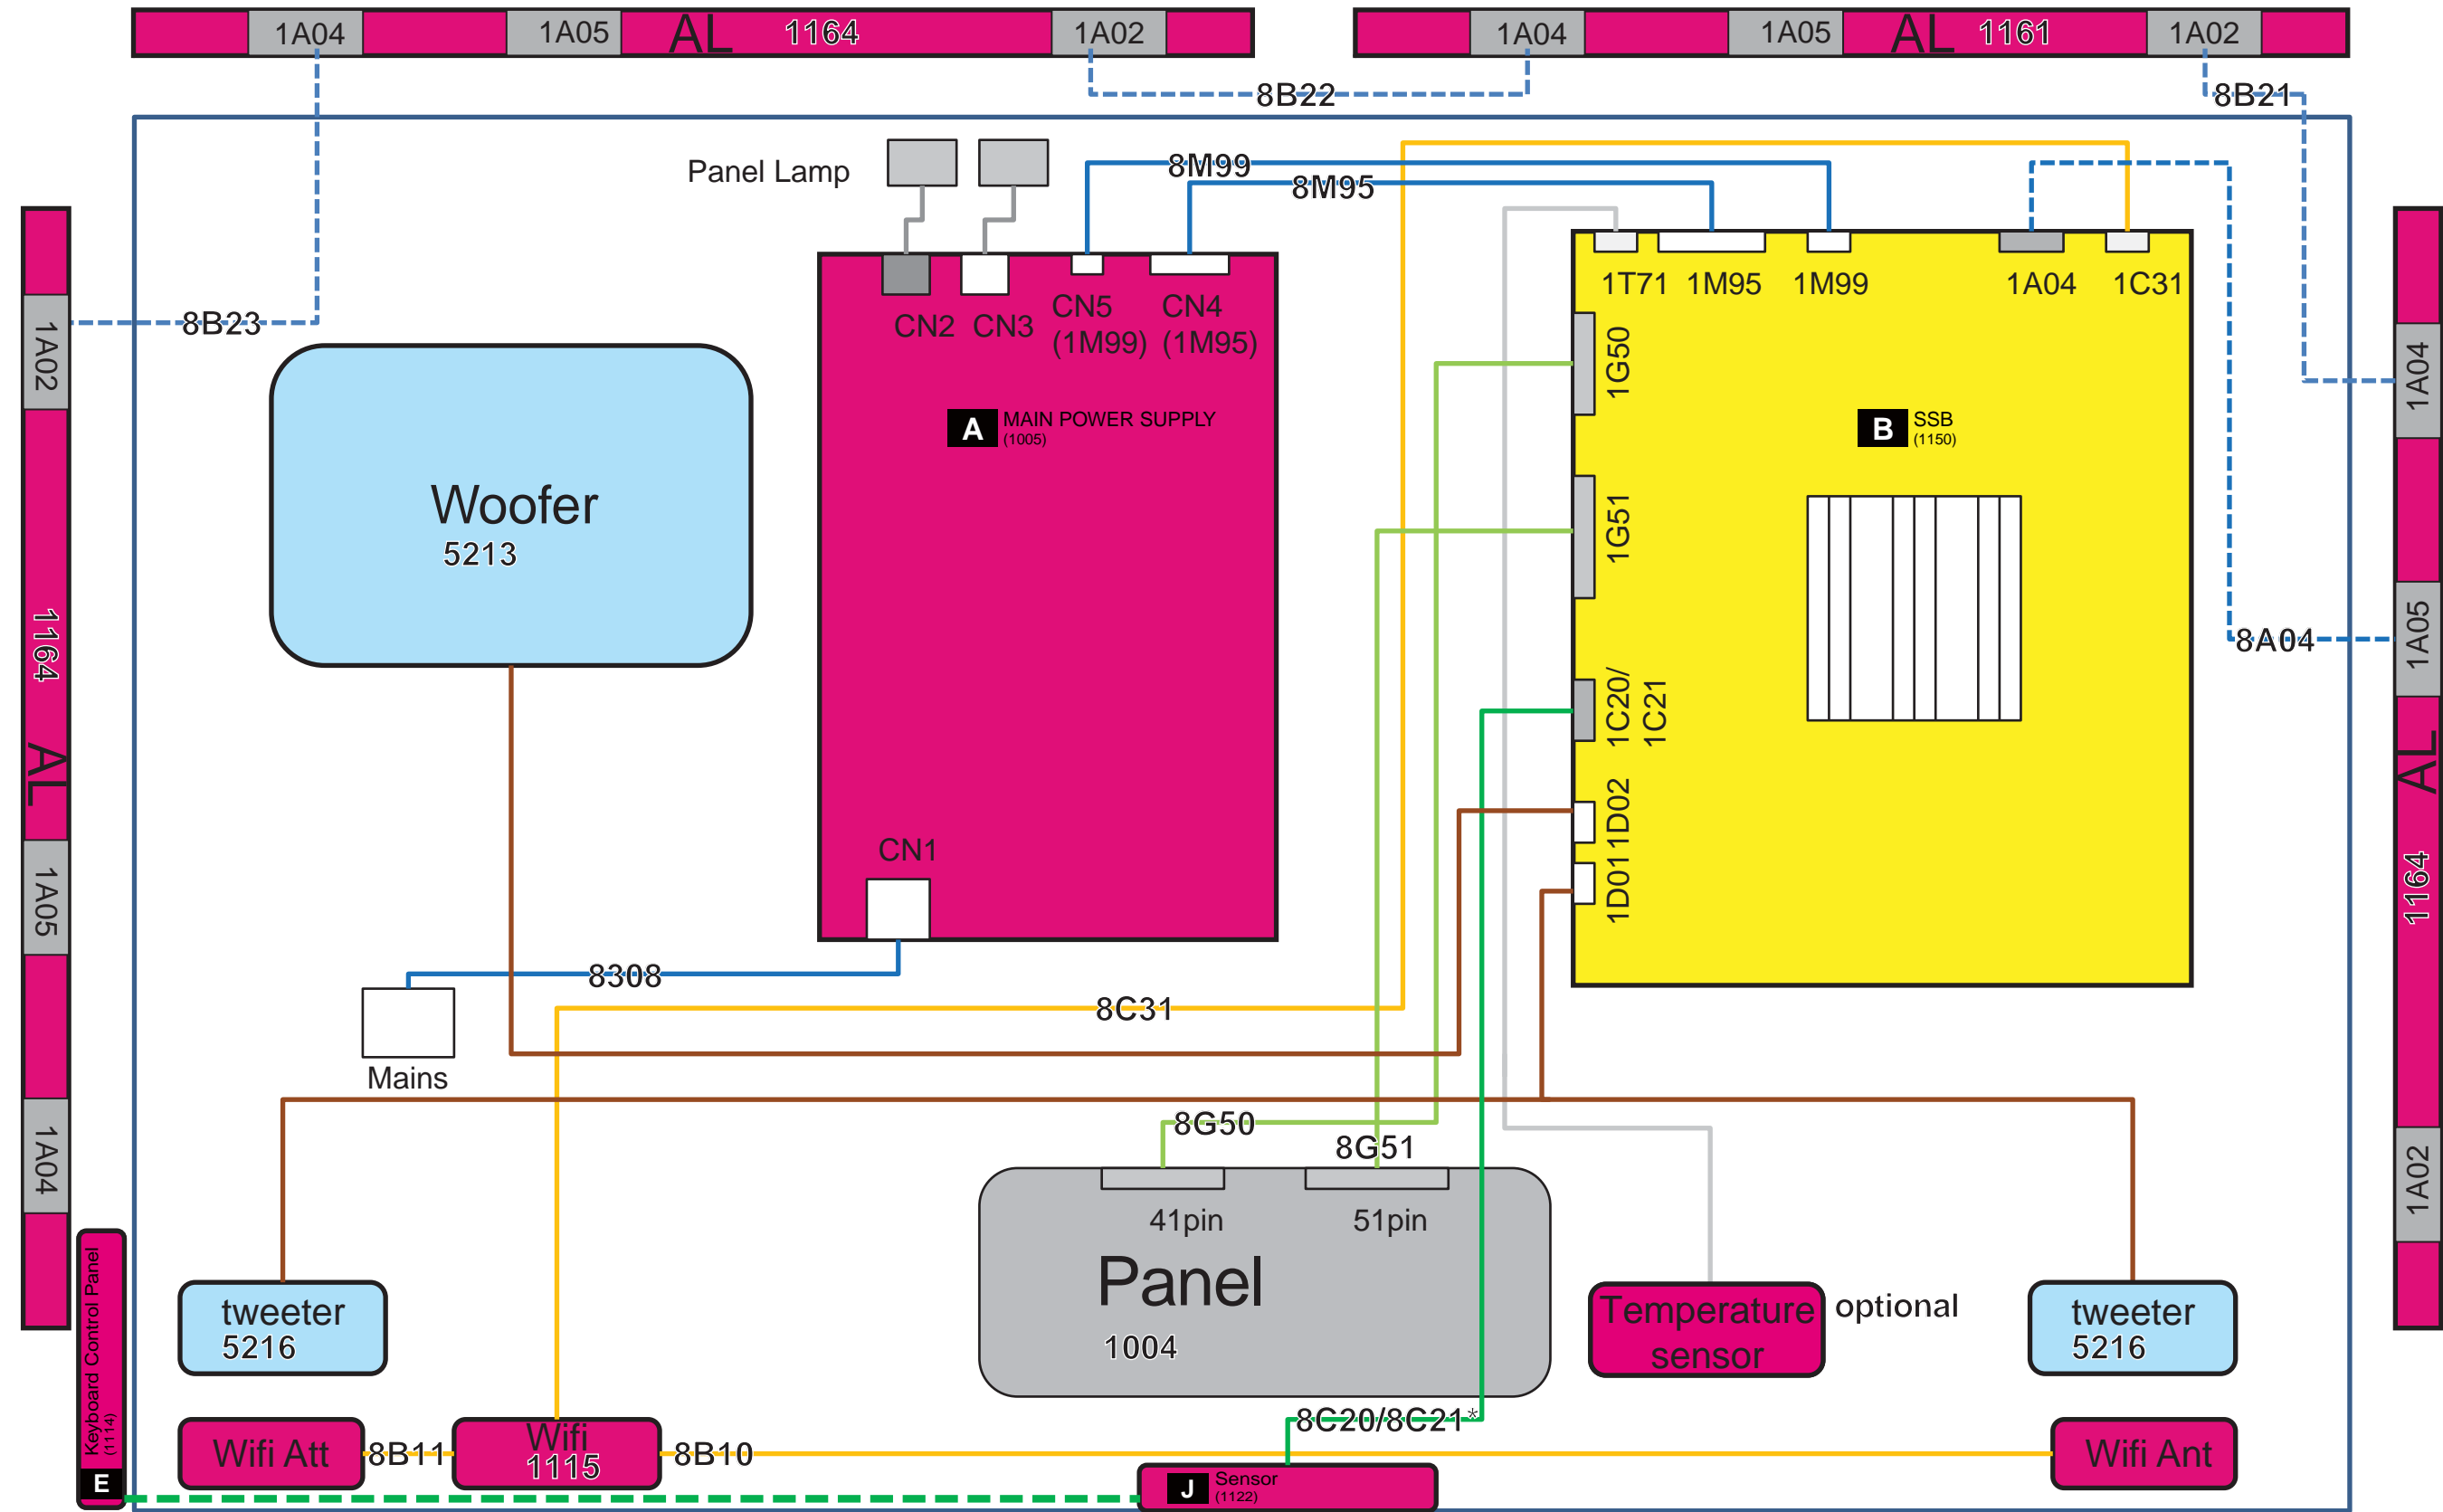 1A04
1A05
AL
1164
1A02
1A04
1A05
AL
1161
1A02
8B22
8B21
Panel Lamp
8M99
8M95
1T71
1M95
1M99
1A04
1C31
CN2
CN3
CN5
(1M99)
CN4
(1M95)
8B23
1A02
1164
AL
1A05
1A04
1G50
1G51
1C20/
1C21
1D02
1D01
A
MAIN POWER SUPPLY
(1005)
B
SSB
(1150)
1A04
1A05
AL
1164
1A02
8A04
Woofer
5213
CN1
8308
Mains
8C31
8G50
8G51
41pin
51pin
Panel
1004
Temperature
sensor
optional
tweeter
5216
tweeter
5216
Keyboard Control Panel
(1114)
E
Wifi Att
8B11
Wifi
1115
8B10
8C20/8C21*
Wifi Ant
J
Sensor
(1122)